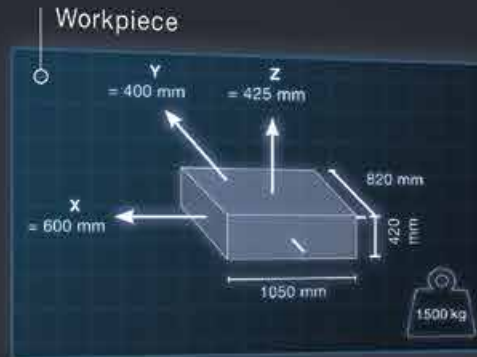 Workpiece
Y
= 400 mm
Z
= 425 mm
820 mm
X
= 600 mm
420
mm
1050 mm
1500 kg